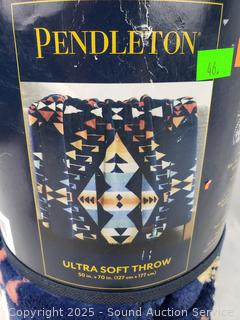 PENDLETON
46.
ULTRA SOFT THROW
50 in. x 70 in. (127 cm x 177 cm)
Copyright 2025 - Sound Auction Service